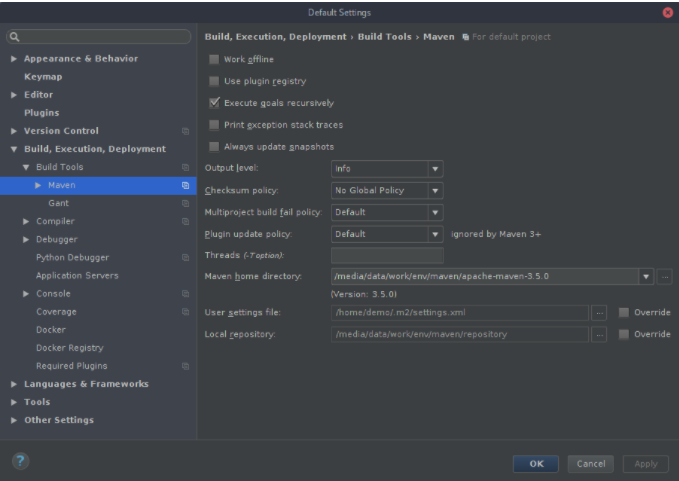 Default Settings
Build, Execution, Deployment › Build Tools › Maven For default project
Appearance & Behavior
Keymap
Editor
Plugins
Version Control
Build, Execution, Deployment
Build Tools
Maven
Gant
Compiler
Debugger
Python Debugger
Application Servers
Console
Coverage
Docker
Docker Registry
Required Plugins
Languages & Frameworks
Tools
Other Settings
Work offline
Use plugin registry
Execute goals recursively
Print exception stack traces
Always update snapshots
Output level: Info
Checksum policy: No Global Policy
Multiproject build fail policy: Default
Plugin update policy: Default ignored by Maven 3+
Threads (-T option):
Maven home directory: /media/data/work/env/maven/apache-maven-3.5.0 ...
(Version: 3.5.0)
User settings file: /home/demo/.m2/settings.xml ... Override
Local repository: /media/data/work/env/maven/repository ... Override
? OK Cancel Apply